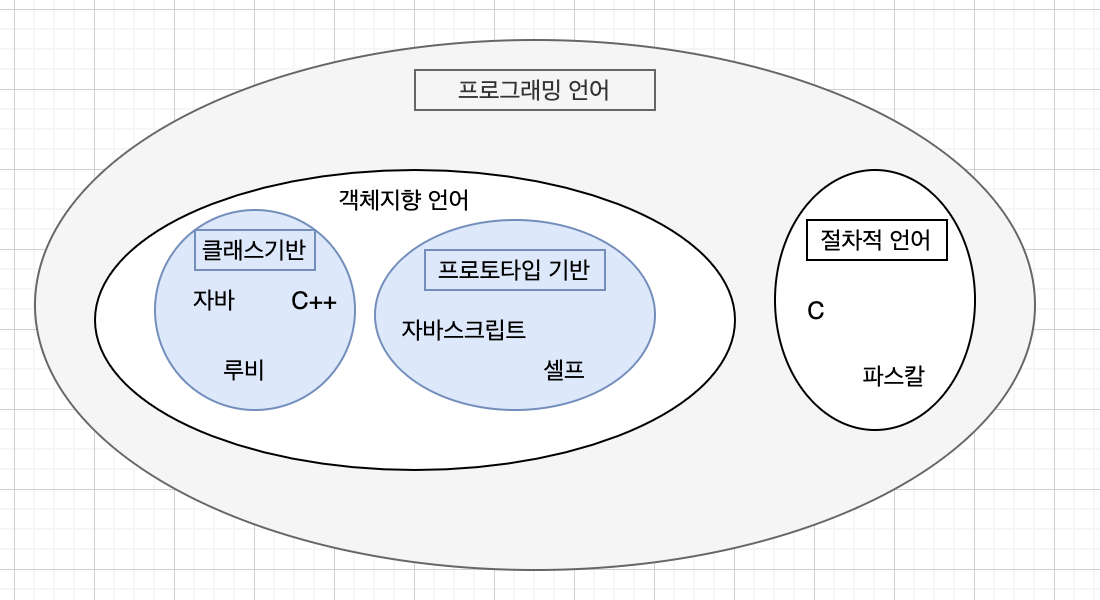 프로그래밍 언어
객체지향 언어
클래스기반
자바
C++
루비
프로토타입 기반
자바스크립트
셀프
절차적 언어
C
파스칼